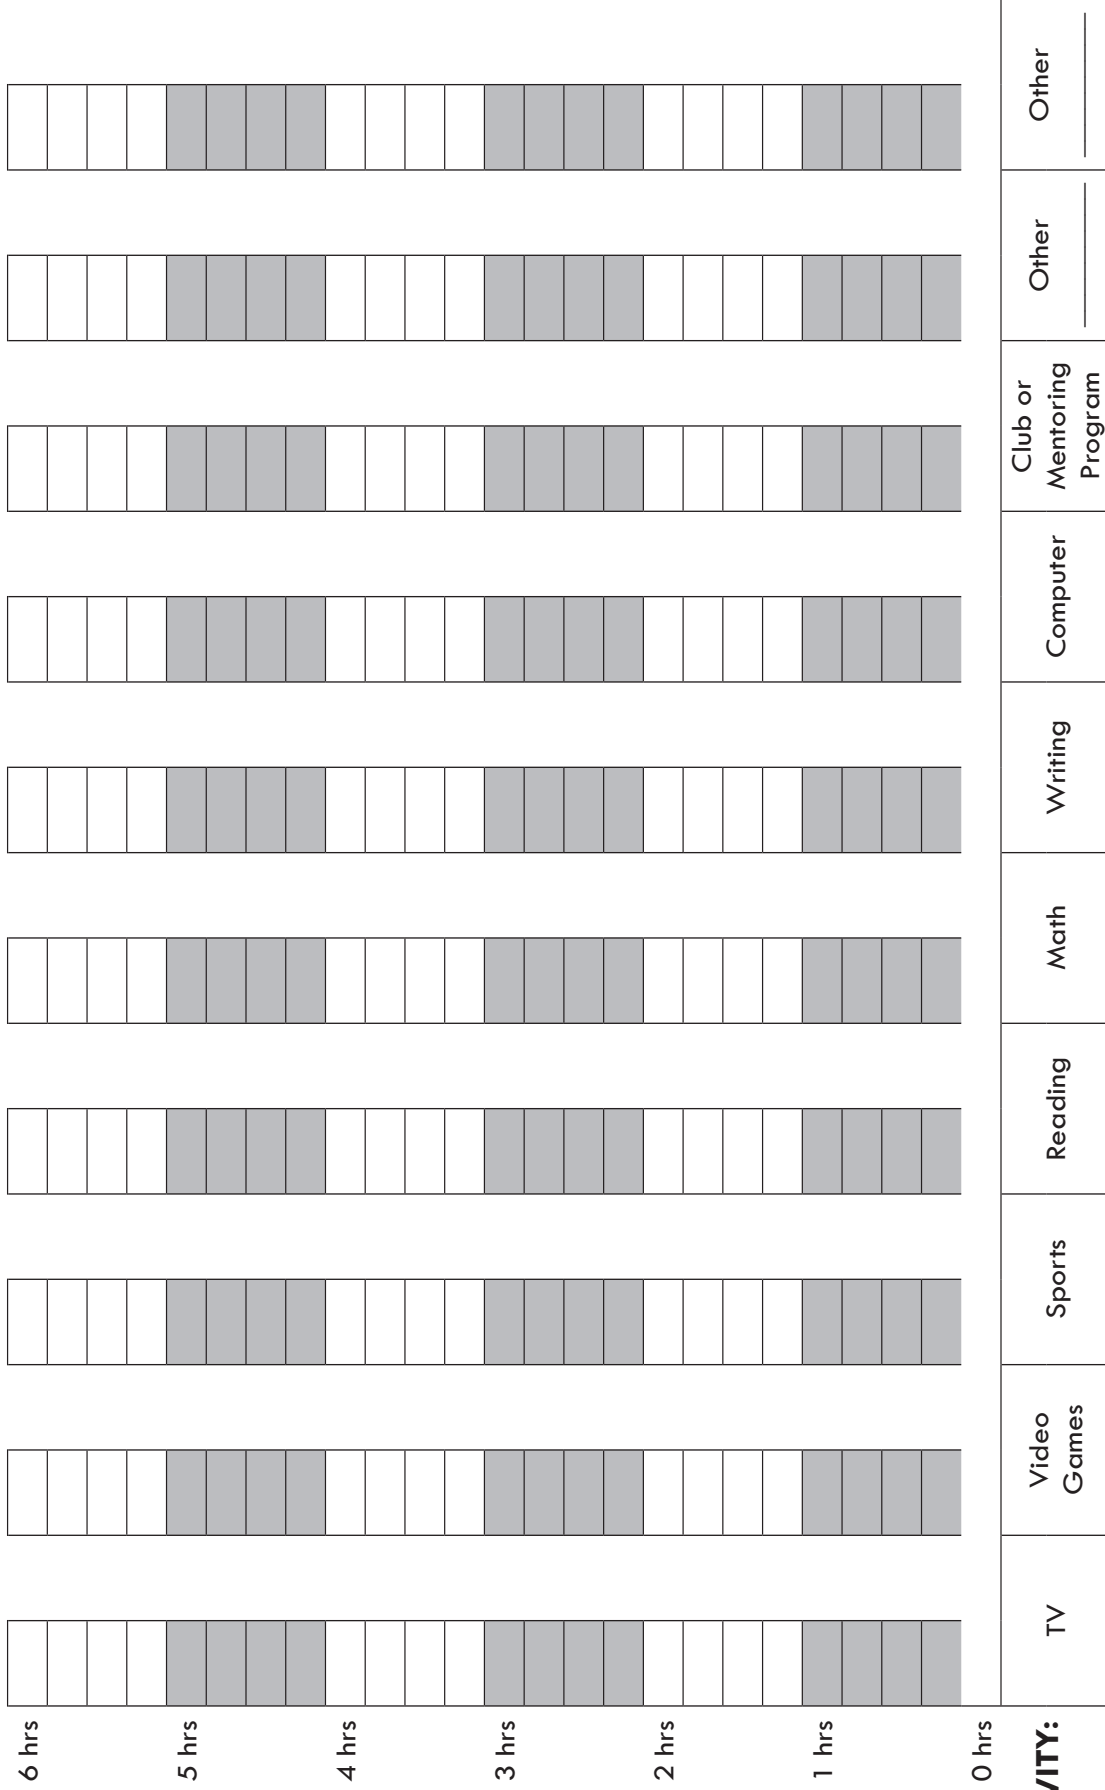 6 hrs
5 hrs
4 hrs
3 hrs
2 hrs
1 hrs
0 hrs
VITY:
TV
Video
Games
Sports
Reading
Math
Writing
Computer
Club or
Mentoring
Program
Other
Other